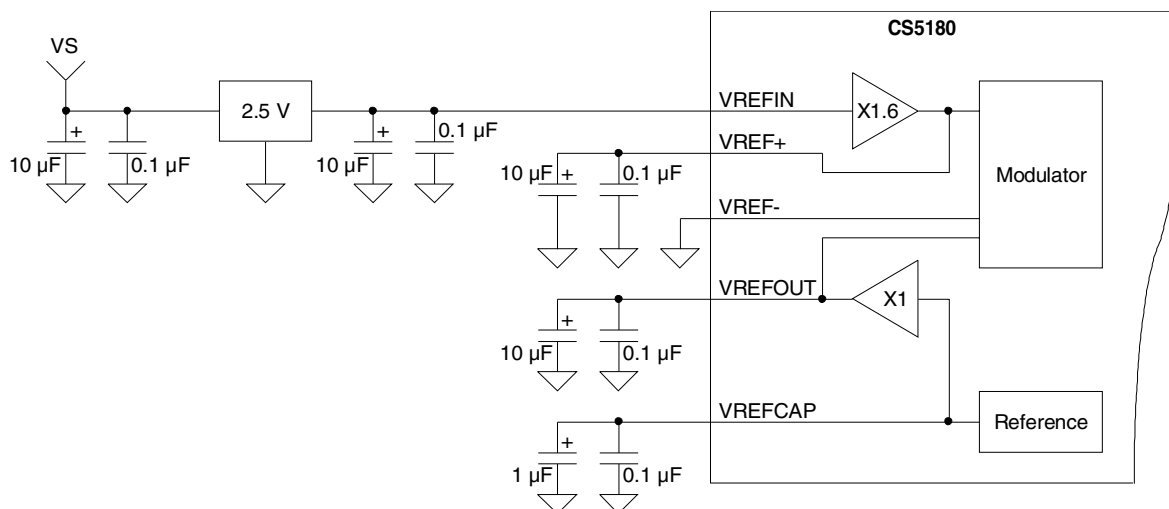 CS5180
VS
2.5 V
VREFIN
X1.6
+
10 µF
0.1 µF
+
10 µF
0.1 µF
VREF+
10 µF
+
0.1 µF
Modulator
VREF-
VREFOUT
X1
+
10 µF
0.1 µF
VREFCAP
Reference
+
1 µF
0.1 µF